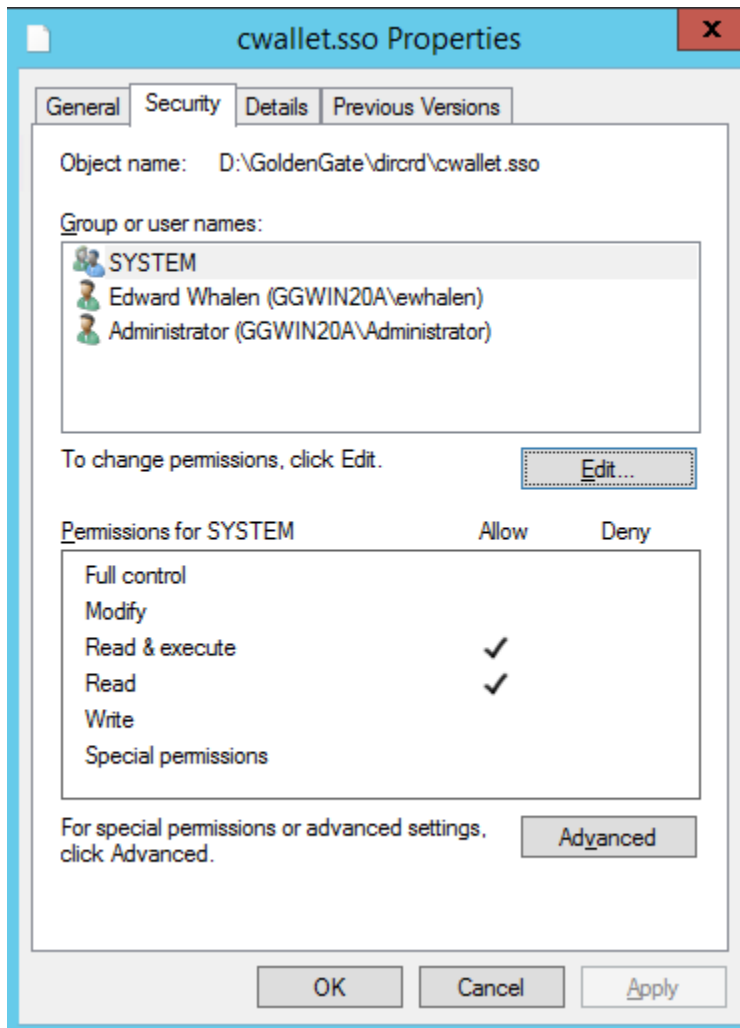 cwallet.sso Properties
x
General Security Details Previous Versions
Object name: D:\GoldenGate\dircrd\cwallet.sso
Group or user names:
SYSTEM
Edward Whalen (GGWIN20A\ewhalen)
Administrator (GGWIN20A\Administrator)
To change permissions, click Edit.
Edit...
Permissions for SYSTEM Allow Deny
Full control
Modify
Read & execute
Read
Write
Special permissions
For special permissions or advanced settings,
click Advanced.
Advanced
OK Cancel Apply